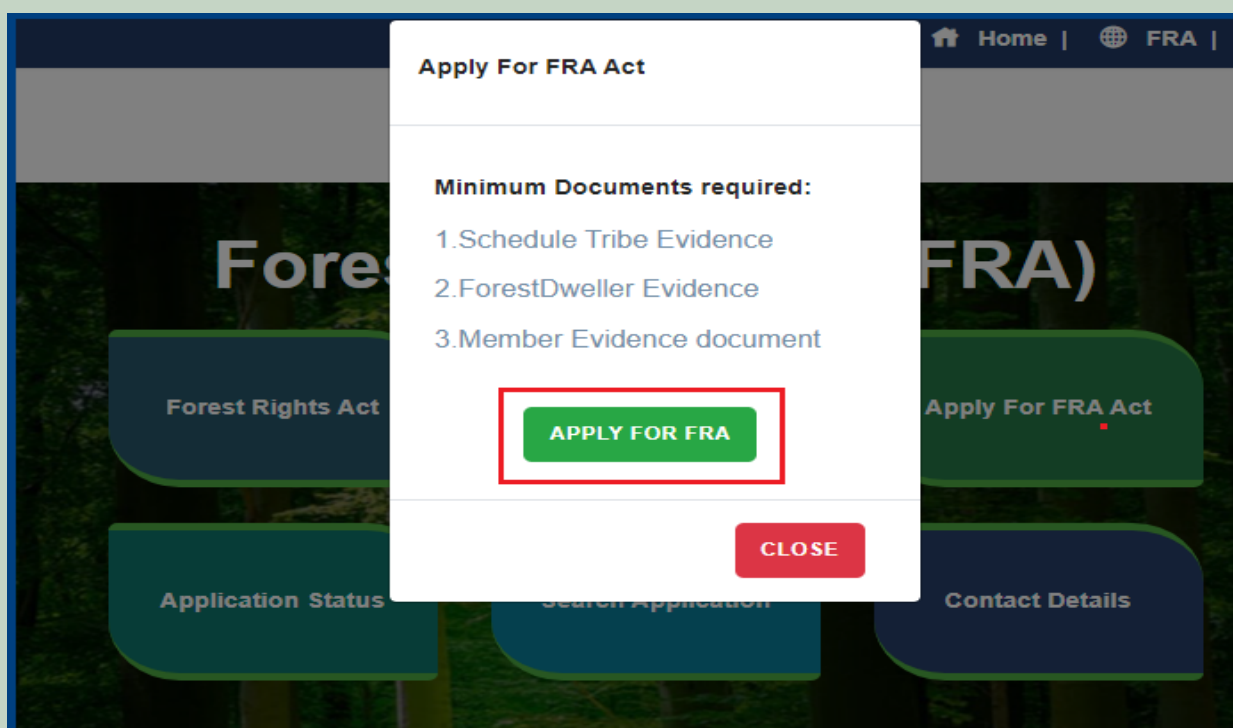 Home | FRA |
Apply For FRA Act
Minimum Documents required:
1.Schedule Tribe Evidence
2.ForestDweller Evidence
3.Member Evidence document
APPLY FOR FRA
CLOSE
Fores FRA)
Forest Rights Act Apply For FRA Act
Application Status Search Application Contact Details